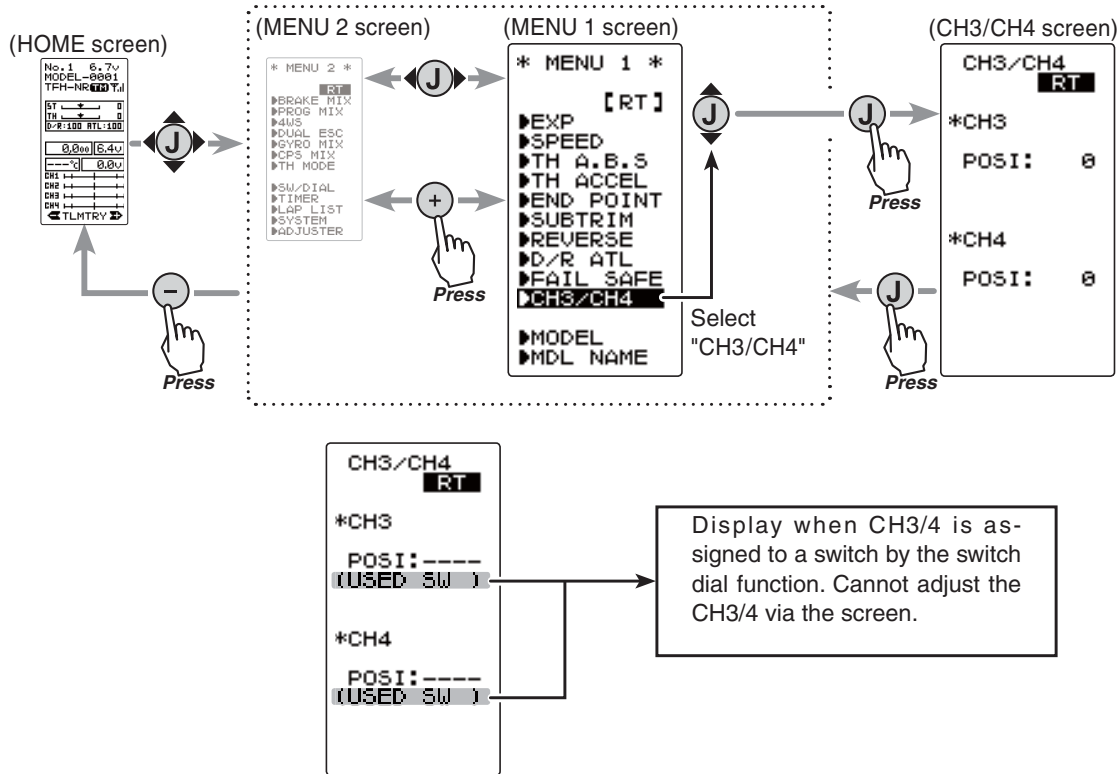 (HOME screen)
No.1 6.7v
MODEL-0001
TFH-NR TM
ST 0
TH 0
D/R:100 ATL:100
6.4v
---℃ 0.0v
CH1
CH2
CH3
CH4
TLMTRY
Press
(MENU 2 screen)
* MENU 2 *
RT
BRAKE MIX
PROG MIX
4WS
DUAL ESC
GYRO MIX
CPS MIX
TH MODE
SW/DIAL
TIMER
LAP LIST
SYSTEM
ADJUSTER
J
+
Press
(MENU 1 screen)
* MENU 1 *
[RT]
EXP
SPEED
TH A.B.S
TH ACCEL
END POINT
SUBTRIM
REVERSE
D/R ATL
FAIL SAFE
CH3/CH4
MODEL
MDL NAME
J
Select
"CH3/CH4"
J
Press
J
Press
(CH3/CH4 screen)
CH3/CH4
RT
*CH3
POSI: 0
*CH4
POSI: 0
CH3/CH4
RT
*CH3
POSI:----
(USED SW )
*CH4
POSI:----
(USED SW )
Display when CH3/4 is as-
signed to a switch by the switch
dial function. Cannot adjust the
CH3/4 via the screen.